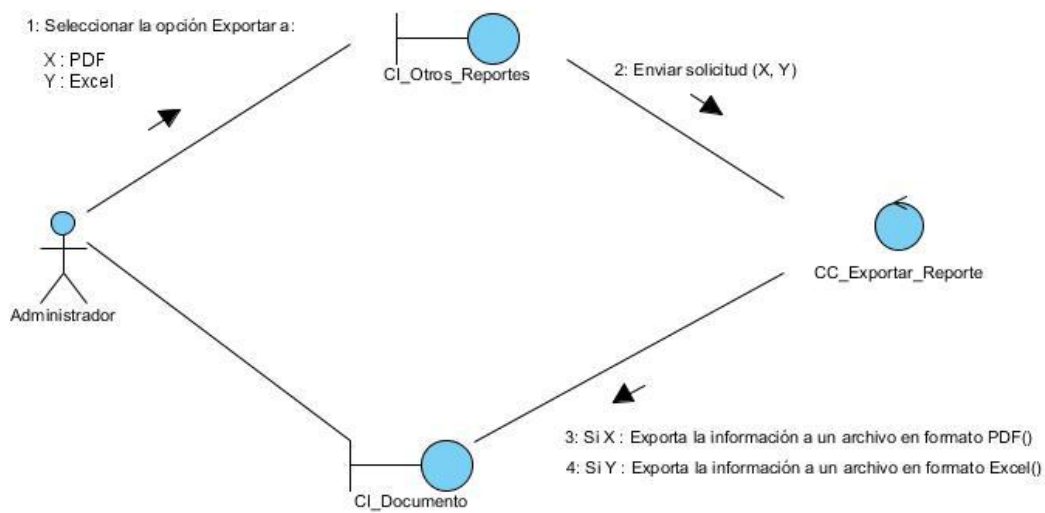 1: Seleccionar la opción Exportar a:
X : PDF
Y : Excel
CI_Otros_Reportes
2: Enviar solicitud (X, Y)
CC_Exportar_Reporte
Administrador
3: Si X : Exporta la información a un archivo en formato PDF()
4: Si Y : Exporta la información a un archivo en formato Excel()
CI_Documento